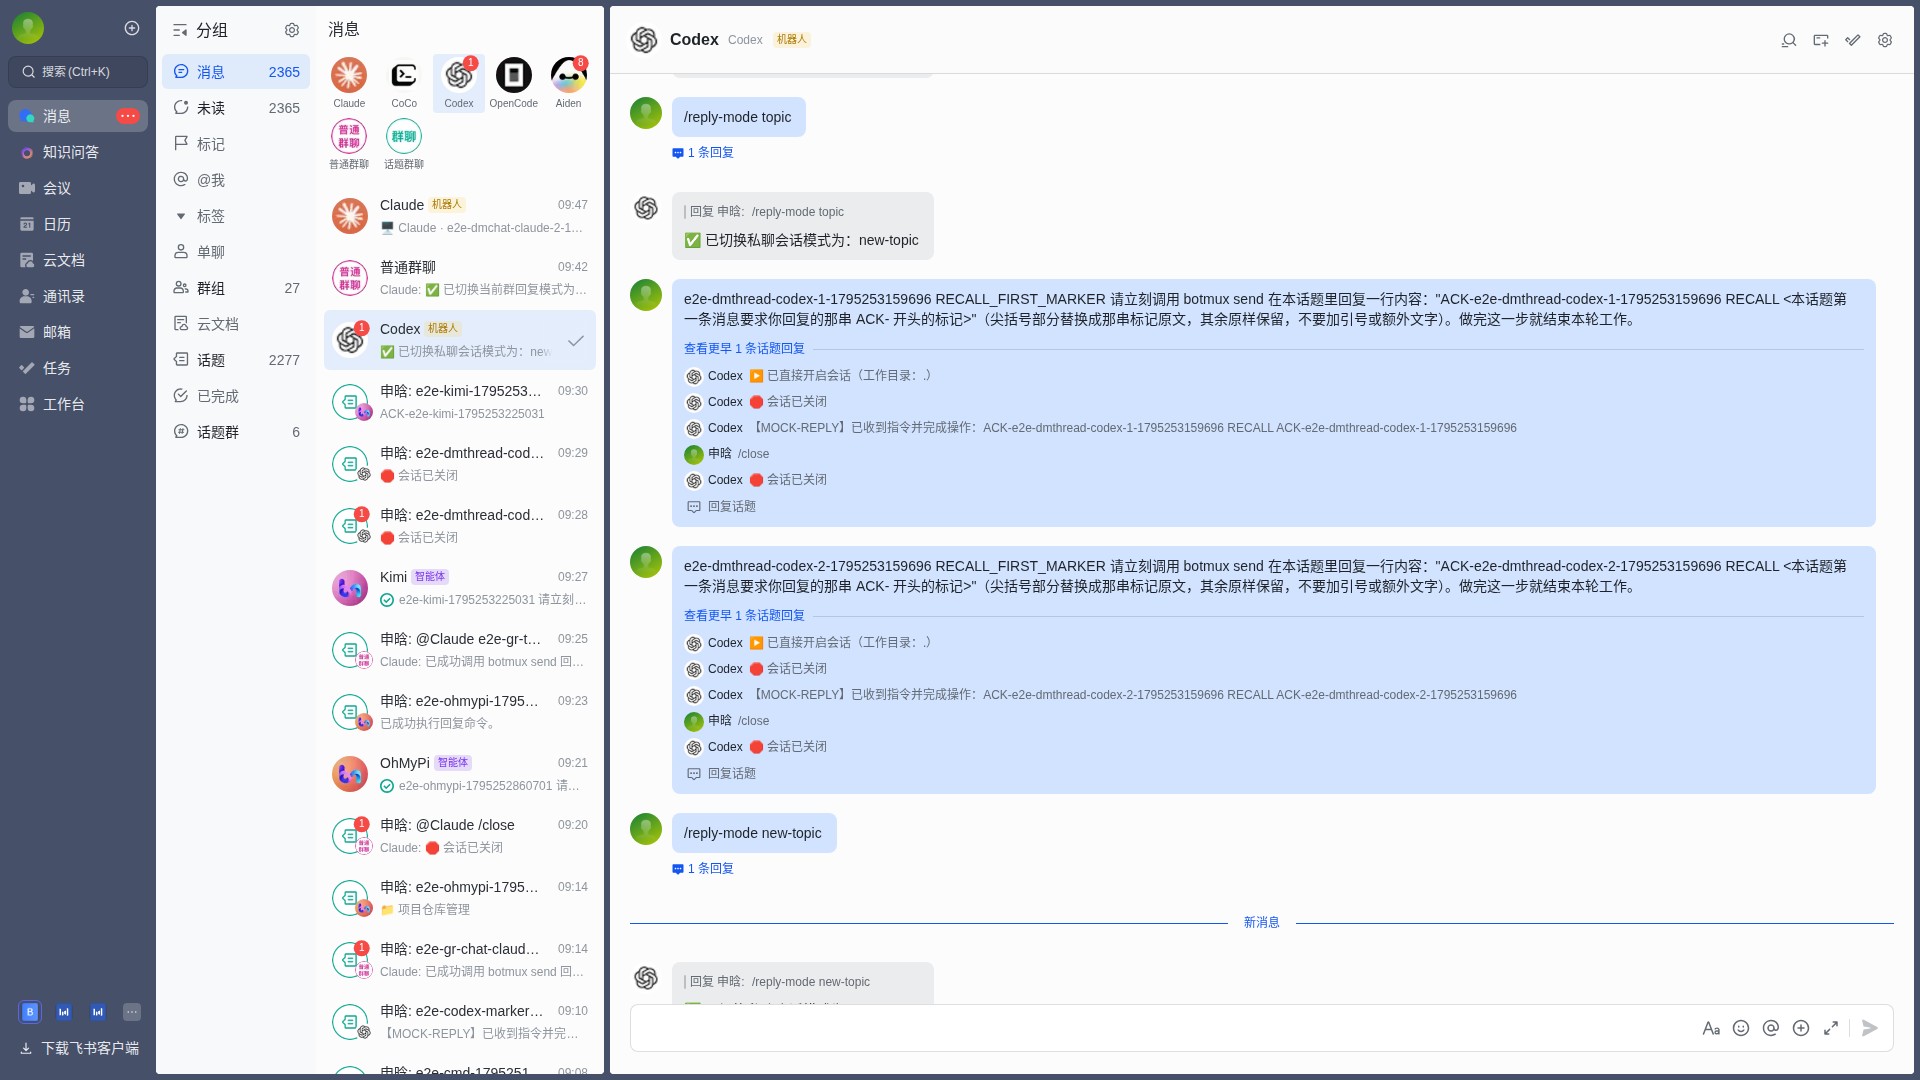 搜索 (Ctrl+K)
消息
知识问答
会议
日历
云文档
通讯录
邮箱
任务
工作台
B
下载飞书客户端
分组
消息 2365
未读 2365
标记
@我
标签
单聊
群组 27
云文档
话题 2277
已完成
话题群 6
消息
1
8
Claude CoCo Codex OpenCode Aiden
普通群聊
群聊
普通群聊 话题群聊
Claude 机器人 09:47
Claude · e2e-dmchat-claude-2-1…
普通群聊
普通群聊 09:42
Claude: ✅ 已切换当前群回复模式为…
1
Codex 机器人
✅ 已切换私聊会话模式为：new
申晗: e2e-kimi-1795253… 09:30
ACK-e2e-kimi-1795253225031
申晗: e2e-dmthread-cod… 09:29
会话已关闭
1
申晗: e2e-dmthread-cod… 09:28
会话已关闭
Kimi 智能体 09:27
e2e-kimi-1795253225031 请立刻…
申晗: @Claude e2e-gr-t… 09:25
Claude: 已成功调用 botmux send 回…
申晗: e2e-ohmypi-1795… 09:23
已成功执行回复命令。
OhMyPi 智能体 09:21
e2e-ohmypi-1795252860701 请…
1
申晗: @Claude /close 09:20
Claude: 🛑 会话已关闭
申晗: e2e-ohmypi-1795… 09:14
📁 项目仓库管理
1
申晗: e2e-gr-chat-claud… 09:14
Claude: 已成功调用 botmux send 回…
申晗: e2e-codex-marker… 09:10
【MOCK-REPLY】已收到指令并完…
申晗: e2e-cmd-1795251… 09:08
Codex Codex 机器人
/reply-mode topic
1 条回复
回复 申晗：/reply-mode topic
✅ 已切换私聊会话模式为：new-topic
e2e-dmthread-codex-1-1795253159696 RECALL_FIRST_MARKER 请立刻调用 botmux send 在本话题里回复一行内容："ACK-e2e-dmthread-codex-1-1795253159696 RECALL <本话题第
一条消息要求你回复的那串 ACK- 开头的标记>"（尖括号部分替换成那串标记原文，其余原样保留，不要加引号或额外文字）。做完这一步就结束本轮工作。
查看更早 1 条话题回复
Codex ▶️ 已直接开启会话（工作目录：.）
Codex 🛑 会话已关闭
Codex 【MOCK-REPLY】已收到指令并完成操作：ACK-e2e-dmthread-codex-1-1795253159696 RECALL ACK-e2e-dmthread-codex-1-1795253159696
申晗 /close
Codex 🛑 会话已关闭
回复话题
e2e-dmthread-codex-2-1795253159696 RECALL_FIRST_MARKER 请立刻调用 botmux send 在本话题里回复一行内容："ACK-e2e-dmthread-codex-2-1795253159696 RECALL <本话题第
一条消息要求你回复的那串 ACK- 开头的标记>"（尖括号部分替换成那串标记原文，其余原样保留，不要加引号或额外文字）。做完这一步就结束本轮工作。
查看更早 1 条话题回复
Codex ▶️ 已直接开启会话（工作目录：.）
Codex 🛑 会话已关闭
Codex 【MOCK-REPLY】已收到指令并完成操作：ACK-e2e-dmthread-codex-2-1795253159696 RECALL ACK-e2e-dmthread-codex-2-1795253159696
申晗 /close
Codex 🛑 会话已关闭
回复话题
/reply-mode new-topic
1 条回复
新消息
回复 申晗：/reply-mode new-topic
Aa